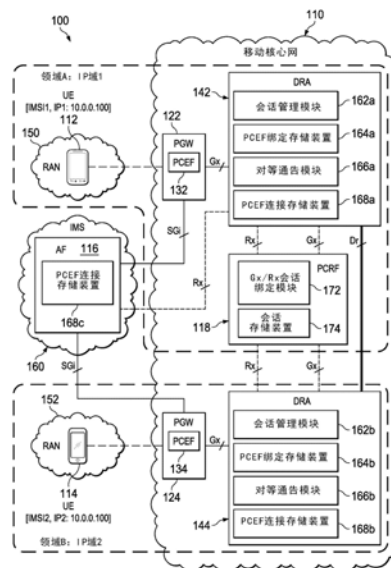 100
110
移动核心网
领域A：IP域1
UE
[IMSI1, IP1: 10.0.0.100]
150
112
RAN
122
PGW
PCEF
132
Gx
142
DRA
会话管理模块
162a
PCEF绑定存储装置
164a
对等通告模块
166a
PCEF连接存储装置
168a
IMS
AF
116
PCEF连接
存储装置
168c
160
SGi
Rx
Rx
Gx
Dr
PCRF
Gx/Rx会话
绑定模块
172
118
会话
存储装置
174
SGi
Rx
Gx
152
RAN
114
UE
[IMSI2, IP2: 10.0.0.100]
领域B：IP域2
PGW
PCEF
134
124
Gx
DRA
会话管理模块
162b
PCEF绑定存储装置
164b
对等通告模块
166b
144
PCEF连接存储装置
168b